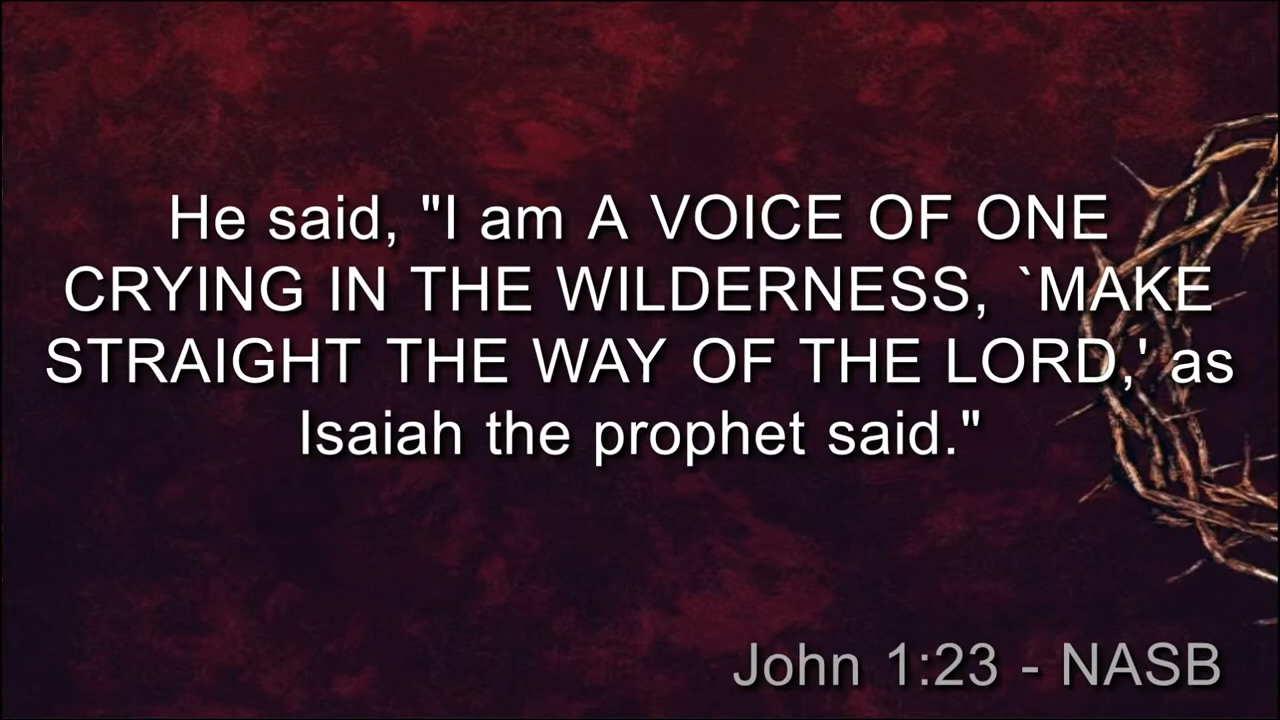 He said, "I am A VOICE OF ONE
CRYING IN THE WILDERNESS, `MAKE
STRAIGHT THE WAY OF THE LORD,' as
Isaiah the prophet said."
John 1:23 - NASB